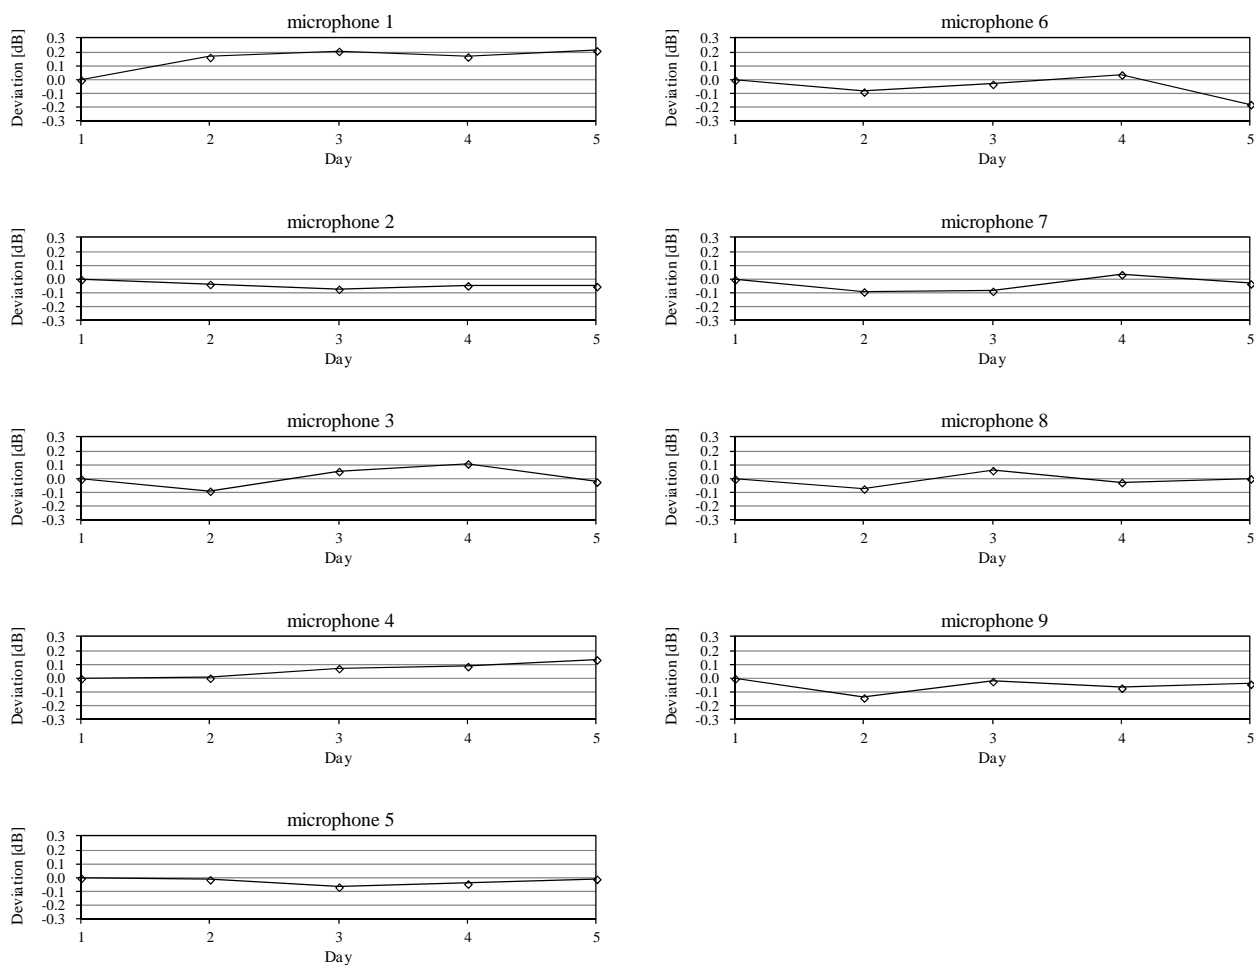 microphone 1
Deviation [dB]
0.3
0.2
0.1
0.0
-0.1
-0.2
-0.3
1 2 3 4 5
Day
microphone 2
Deviation [dB]
0.3
0.2
0.1
0.0
-0.1
-0.2
-0.3
1 2 3 4 5
Day
microphone 3
Deviation [dB]
0.3
0.2
0.1
0.0
-0.1
-0.2
-0.3
1 2 3 4 5
Day
microphone 4
Deviation [dB]
0.3
0.2
0.1
0.0
-0.1
-0.2
-0.3
1 2 3 4 5
Day
microphone 5
Deviation [dB]
0.3
0.2
0.1
0.0
-0.1
-0.2
-0.3
1 2 3 4 5
Day
microphone 6
Deviation [dB]
0.3
0.2
0.1
0.0
-0.1
-0.2
-0.3
1 2 3 4 5
Day
microphone 7
Deviation [dB]
0.3
0.2
0.1
0.0
-0.1
-0.2
-0.3
1 2 3 4 5
Day
microphone 8
Deviation [dB]
0.3
0.2
0.1
0.0
-0.1
-0.2
-0.3
1 2 3 4 5
Day
microphone 9
Deviation [dB]
0.3
0.2
0.1
0.0
-0.1
-0.2
-0.3
1 2 3 4 5
Day